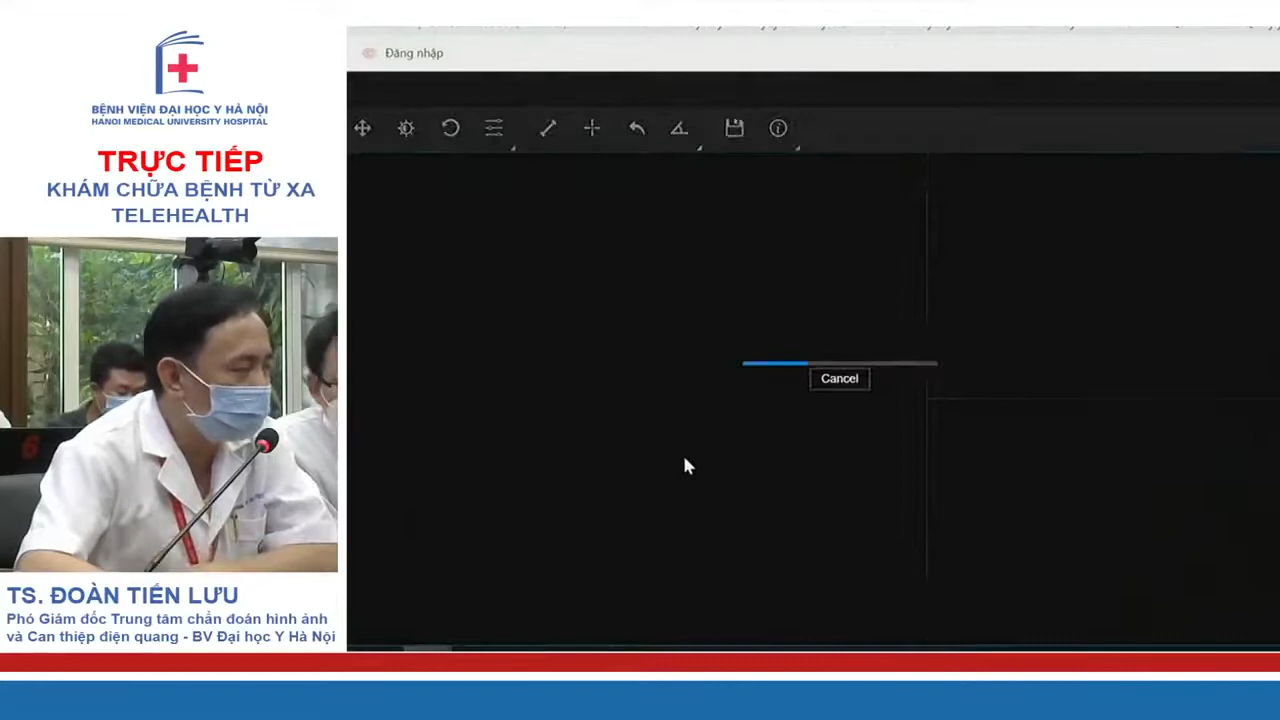 BỆNH VIỆN ĐẠI HỌC Y HÀ NỘI
HANOI MEDICAL UNIVERSITY HOSPITAL
TRỰC TIẾP
KHÁM CHỮA BỆNH TỪ XA
TELEHEALTH
6
TS. ĐOÀN TIẾN LƯU
Phó Giám đốc Trung tâm chẩn đoán hình ảnh
và Can thiệp điện quang - BV Đại học Y Hà Nội
Đăng nhập
Cancel